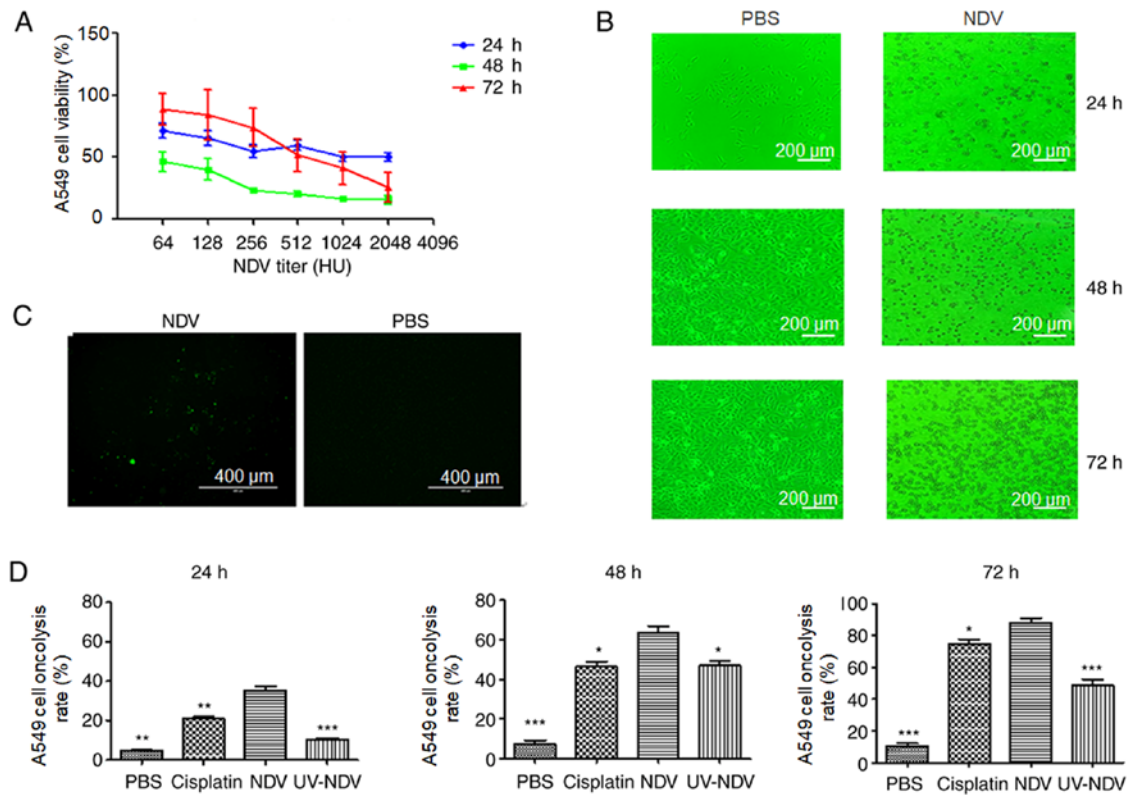 A
A549 cell viability (%)
150
100
50
0
64 128 256 512 1024 2048 4096
NDV titer (HU)
24 h
48 h
72 h
B
PBS NDV
200 µm
200 µm
24 h
200 µm
200 µm
48 h
200 µm
200 µm
72 h
C
NDV PBS
400 µm
400 µm
D
24 h
A549 cell oncolysis
rate (%)
80
60
40
20
0
**
**
***
PBS Cisplatin NDV UV-NDV
48 h
A549 cell oncolysis
rate (%)
80
60
40
20
0
***
*
*
PBS Cisplatin NDV UV-NDV
72 h
A549 cell oncolysis
rate (%)
100
80
60
40
20
0
***
*
***
PBS Cisplatin NDV UV-NDV